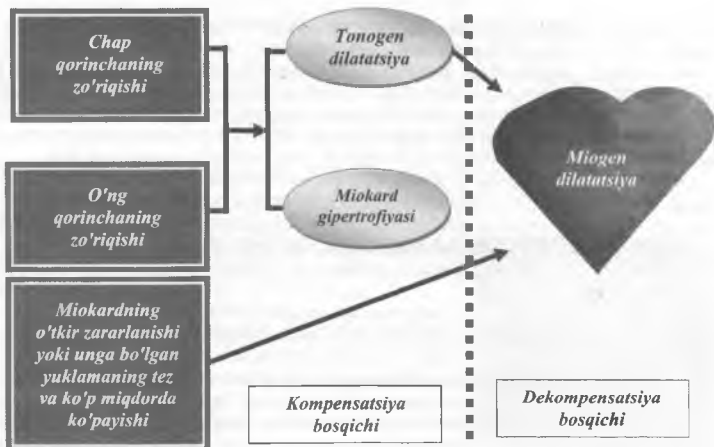 Chap
qorinchaning
zo'riqishi
Tonogen
dilatatsiya
Miogen
dilatatsiya
O'ng
qorinchaning
zo'riqishi
Miokard
gipertrofiyasi
Miokardning
o'tkir zararlanishi
yoki unga bo'lgan
yuklamaning tez
va ko'p miqdorda
ko'payishi
Kompensatsiya
bosqichi
Dekompensatsiya
bosqichi